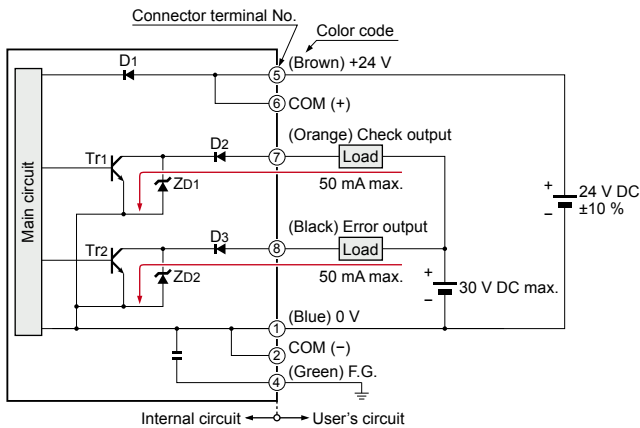 Connector terminal No.
Color code
D1
5
(Brown) +24 V
6
COM (+)
D2
7
(Orange) Check output
Load
Tr1
ZD1
50 mA max.
Main circuit
24 V DC
±10 %
+
−
D3
8
(Black) Error output
Load
Tr2
ZD2
50 mA max.
+
−
30 V DC max.
1
(Blue) 0 V
2
COM (−)
4
(Green) F.G.
Internal circuit
User's circuit